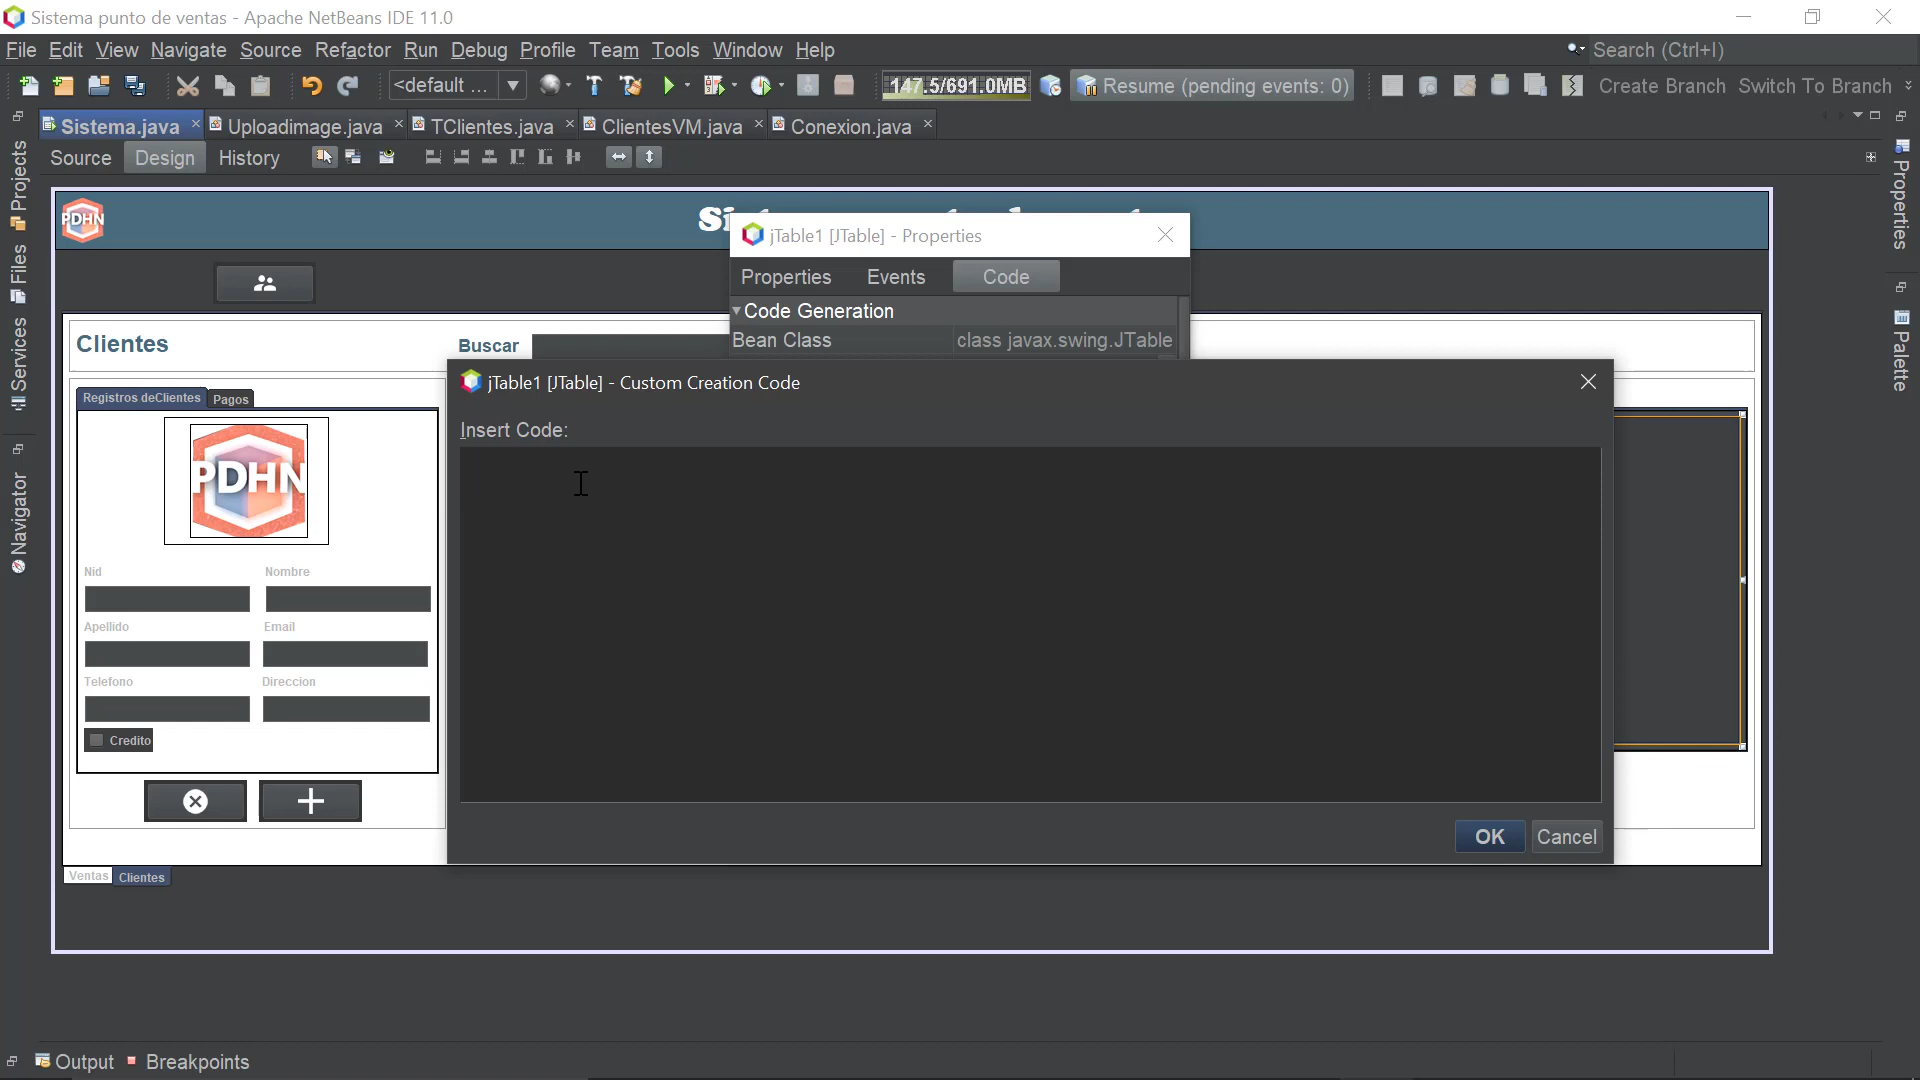 Sistema punto de ventas - Apache NetBeans IDE 11.0
File Edit View Navigate Source Refactor Run Debug Profile Team Tools Window Help
Search (Ctrl+I)
<default ...
147.5/691.0MB
Resume (pending events: 0)
Create Branch Switch To Branch
Sistema.java
Uploadimage.java
TClientes.java
ClientesVM.java
Conexion.java
Source Design History
Projects
Files
Services
Navigator
Properties
Palette
PDHN
jTable1 [JTable] - Properties
Properties Events Code
Code Generation
Bean Class class javax.swing.JTable
Clientes
Buscar
jTable1 [JTable] - Custom Creation Code
Insert Code:
Registros deClientes Pagos
PDHN
Nid Nombre
Apellido Email
Telefono Direccion
Credito
OK Cancel
Ventas Clientes
Output Breakpoints